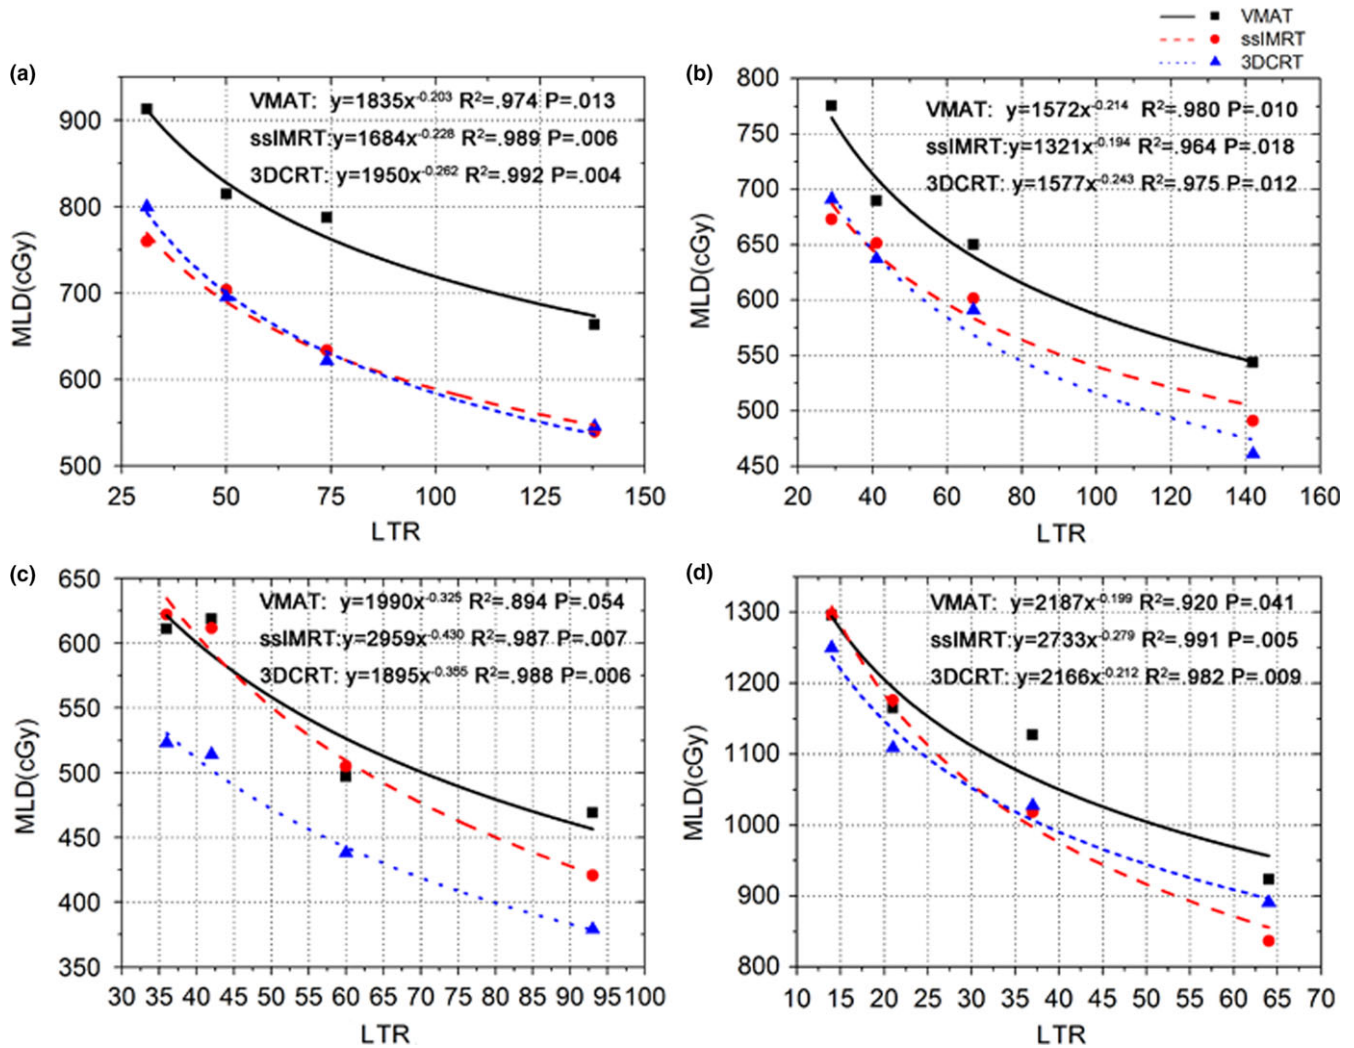 VMAT
ssIMRT
3DCRT
(a)
VMAT: y=1835x-0.203 R2=.974 P=.013
ssIMRT:y=1684x-0.228 R2=.989 P=.006
3DCRT: y=1950x-0.262 R2=.992 P=.004
900
800
700
600
500
MLD(cGy)
25 50 75 100 125 150
LTR
(b)
VMAT: y=1572x-0.214 R2=.980 P=.010
ssIMRT:y=1321x-0.194 R2=.964 P=.018
3DCRT: y=1577x-0.243 R2=.975 P=.012
800
750
700
650
600
550
500
450
MLD(cGy)
20 40 60 80 100 120 140 160
LTR
(c)
VMAT: y=1990x-0.325 R2=.894 P=.054
ssIMRT:y=2959x-0.430 R2=.987 P=.007
3DCRT: y=1895x-0.355 R2=.988 P=.006
650
600
550
500
450
400
350
MLD(cGy)
30 35 40 45 50 55 60 65 70 75 80 85 90 95 100
LTR
(d)
VMAT: y=2187x-0.199 R2=.920 P=.041
ssIMRT:y=2733x-0.279 R2=.991 P=.005
3DCRT: y=2166x-0.212 R2=.982 P=.009
1300
1200
1100
1000
900
800
MLD(cGy)
10 15 20 25 30 35 40 45 50 55 60 65 70
LTR